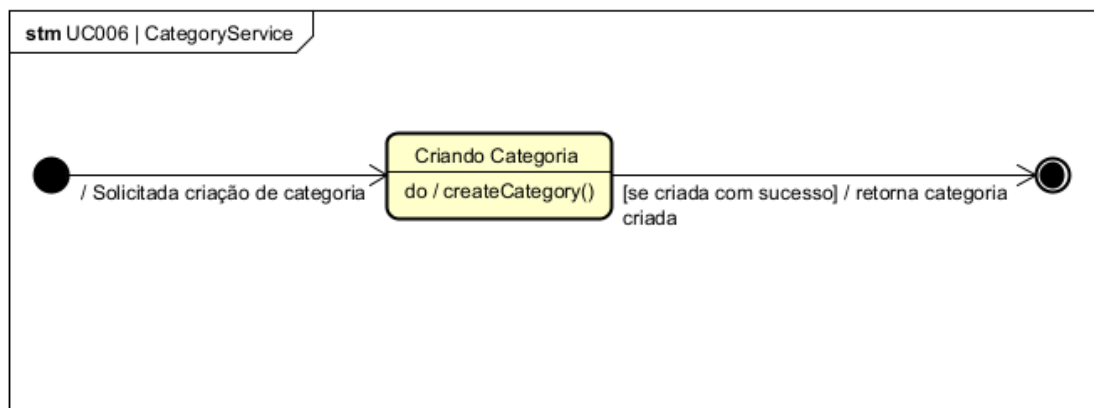 stm UC006 | CategoryService
Criando Categoria
/ Solicitada criação de categoria
do / createCategory()
[se criada com sucesso] / retorna categoria
criada